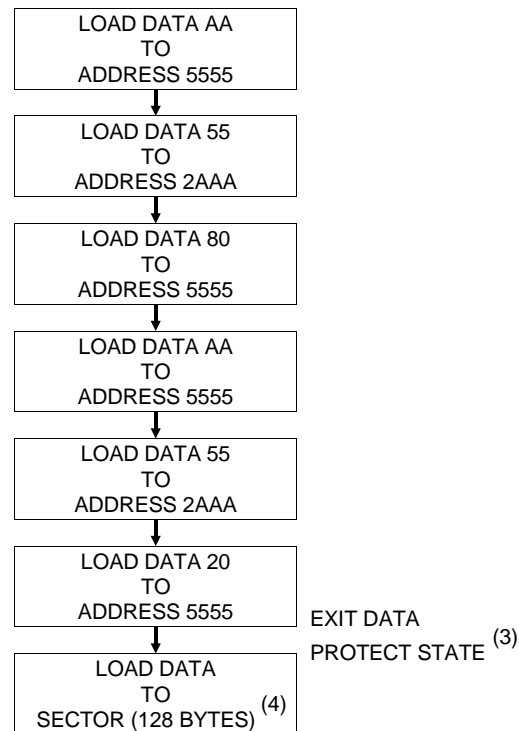 LOAD DATA AA
TO
ADDRESS 5555
LOAD DATA 55
TO
ADDRESS 2AAA
LOAD DATA 80
TO
ADDRESS 5555
LOAD DATA AA
TO
ADDRESS 5555
LOAD DATA 55
TO
ADDRESS 2AAA
LOAD DATA 20
TO
ADDRESS 5555
EXIT DATA
PROTECT STATE (3)
LOAD DATA
TO
SECTOR (128 BYTES) (4)